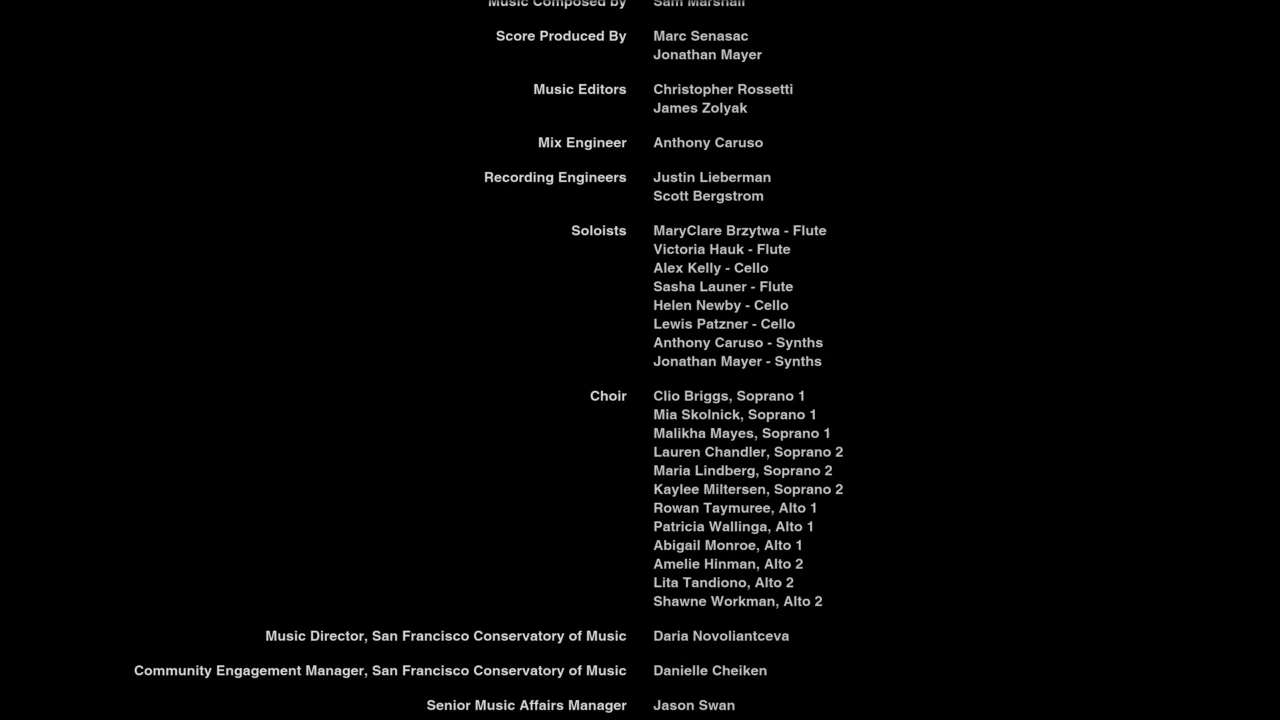 Music Composed by Sam Marshall
Score Produced By Marc Senasac
Jonathan Mayer
Music Editors Christopher Rossetti
James Zolyak
Mix Engineer Anthony Caruso
Recording Engineers Justin Lieberman
Scott Bergstrom
Soloists MaryClare Brzytwa - Flute
Victoria Hauk - Flute
Alex Kelly - Cello
Sasha Launer - Flute
Helen Newby - Cello
Lewis Patzner - Cello
Anthony Caruso - Synths
Jonathan Mayer - Synths
Choir Clio Briggs, Soprano 1
Mia Skolnick, Soprano 1
Malikha Mayes, Soprano 1
Lauren Chandler, Soprano 2
Maria Lindberg, Soprano 2
Kaylee Miltersen, Soprano 2
Rowan Taymuree, Alto 1
Patricia Wallinga, Alto 1
Abigail Monroe, Alto 1
Amelie Hinman, Alto 2
Lita Tandiono, Alto 2
Shawne Workman, Alto 2
Music Director, San Francisco Conservatory of Music Daria Novoliantceva
Community Engagement Manager, San Francisco Conservatory of Music Danielle Cheiken
Senior Music Affairs Manager Jason Swan